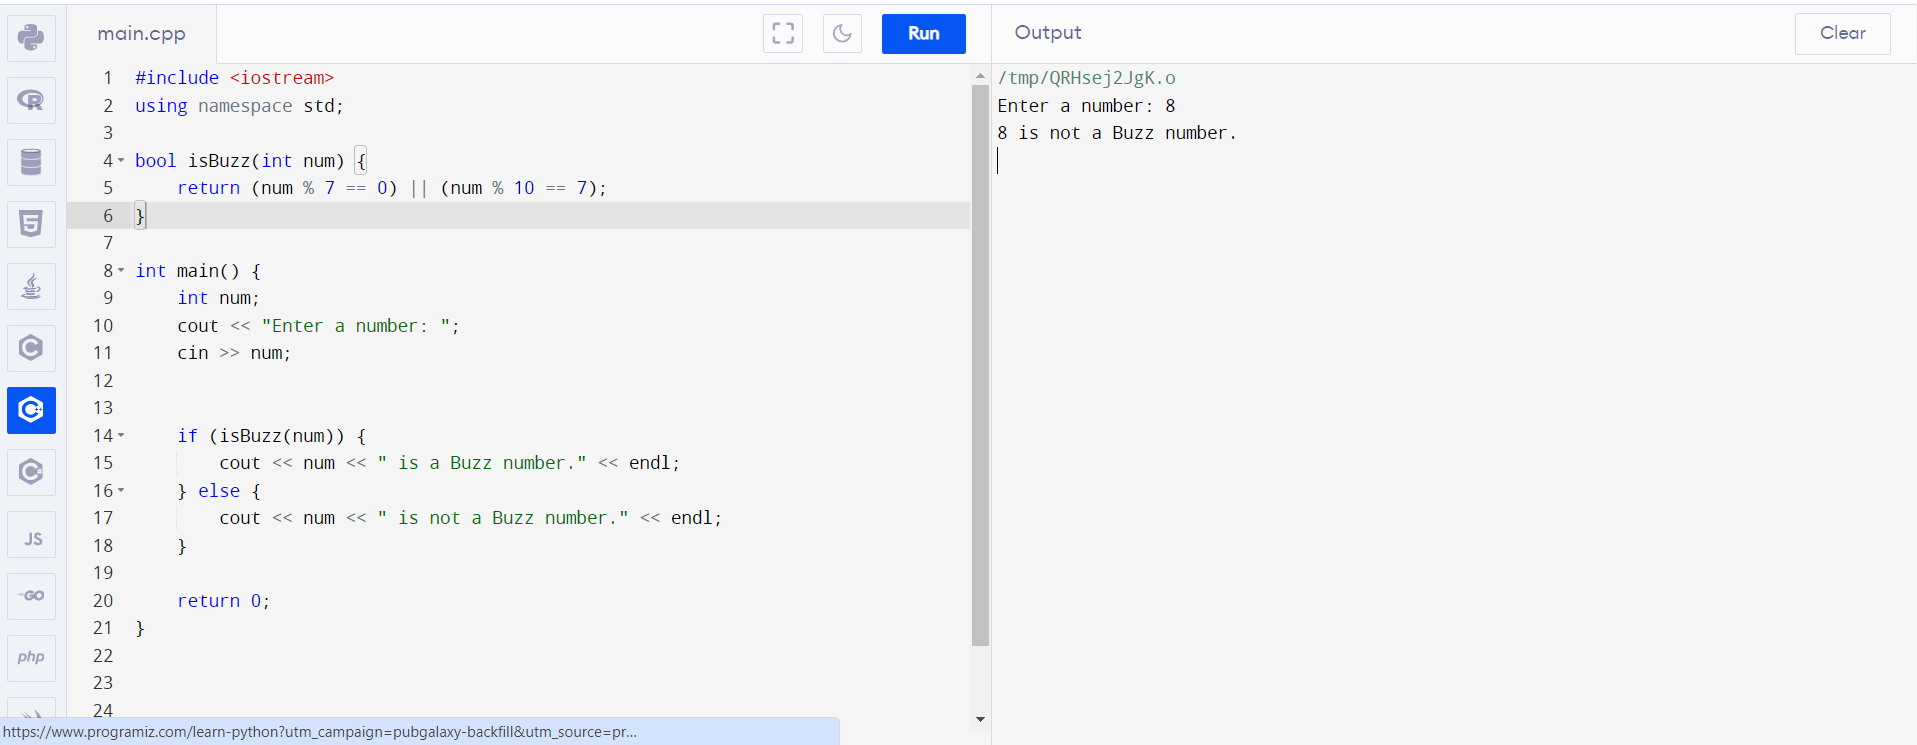 main.cpp
Run
Output
Clear
1 #include <iostream>
2 using namespace std;
3
4 bool isBuzz(int num) {
5     return (num % 7 == 0) || (num % 10 == 7);
6 }
7
8 int main() {
9     int num;
10     cout << "Enter a number: ";
11     cin >> num;
12
13
14     if (isBuzz(num)) {
15         cout << num << " is a Buzz number." << endl;
16     } else {
17         cout << num << " is not a Buzz number." << endl;
18     }
19
20     return 0;
21 }
22
23
24
/tmp/QRHsej2JgK.o
Enter a number: 8
8 is not a Buzz number.
R
5
C
C
C
JS
GO
php
https://www.programiz.com/learn-python?utm_campaign=pubgalaxy-backfill&utm_source=pr...